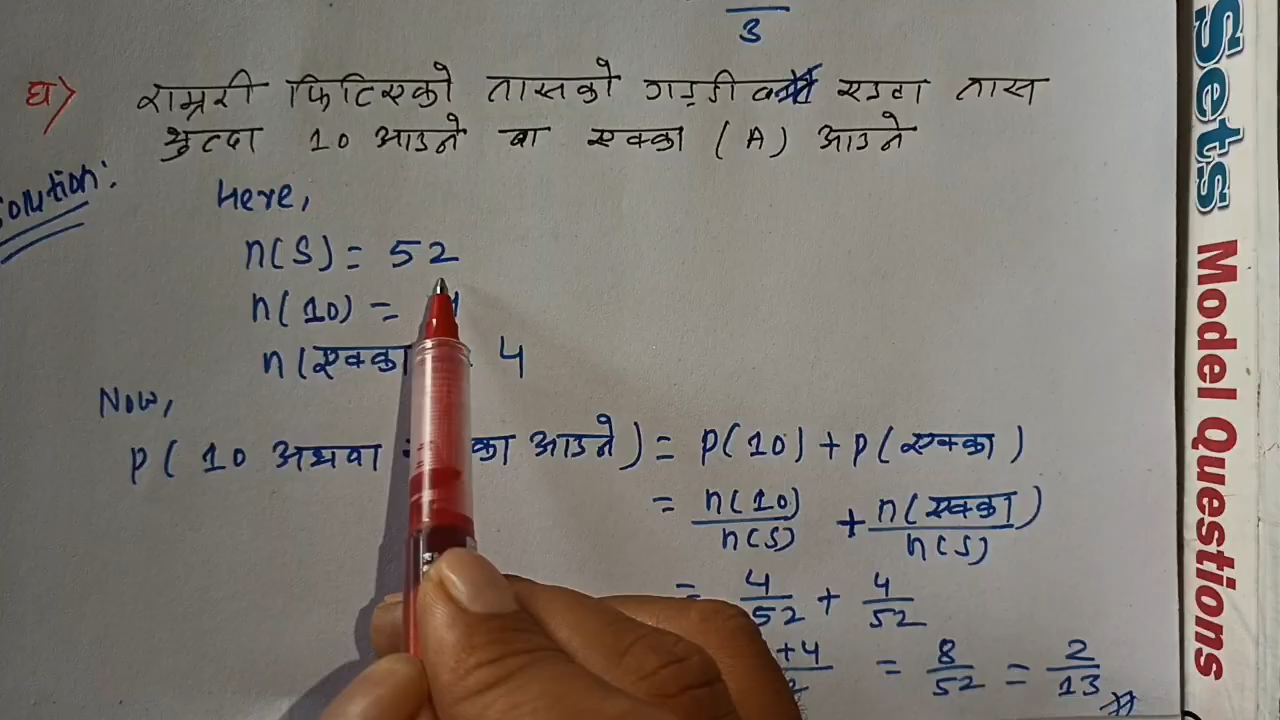 3
घ) राम्ररी फिटिएको तासको गड्डीबाट एउटा तास
थुत्दा 10 आउने वा एक्का (A) आउने
Solution:
Here,
n(S) = 52
n(10) =
n(एक्का 4
Now,
P( 10 अथवा का आउने) = P(10) + P(एक्का)
= n(10)/n(S) + n(एक्का)/n(S)
= 4/52 + 4/52
+4 = 8/52 = 2/13
Sets Model Questions